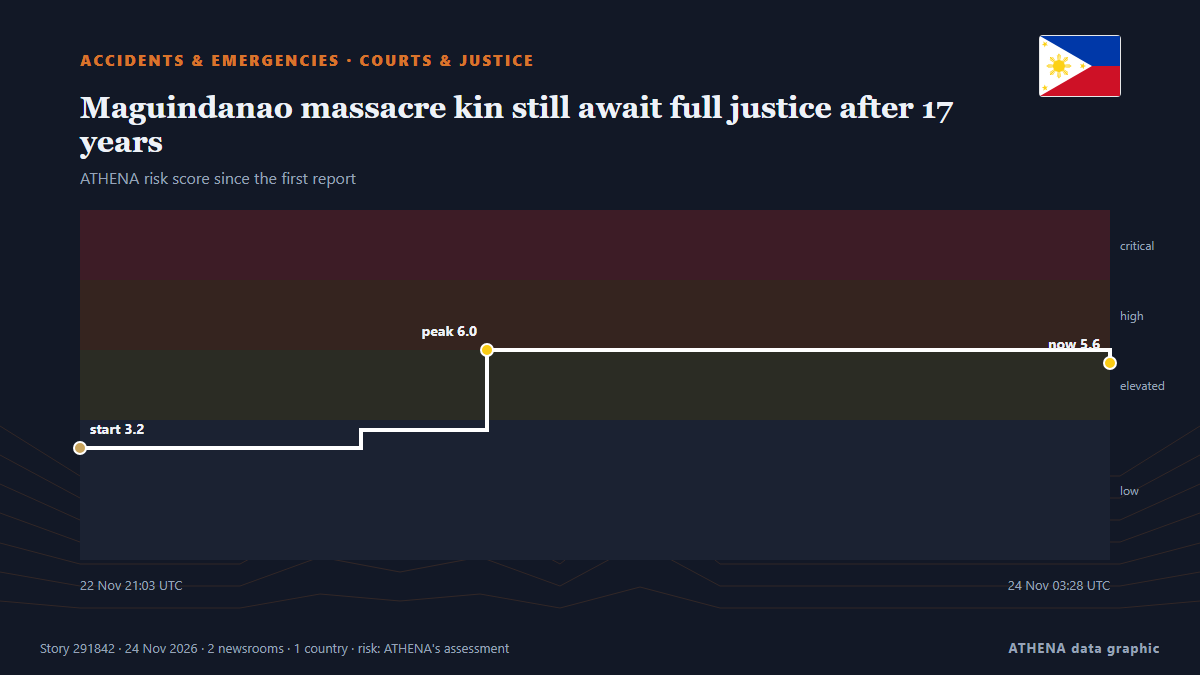 ACCIDENTS & EMERGENCIES · COURTS & JUSTICE
Maguindanao massacre kin still await full justice after 17
years
ATHENA risk score since the first report
critical
high
peak 6.0
now 5.6
elevated
start 3.2
low
22 Nov 21:03 UTC
24 Nov 03:28 UTC
Story 291842 · 24 Nov 2026 · 2 newsrooms · 1 country · risk: ATHENA's assessment
ATHENA data graphic